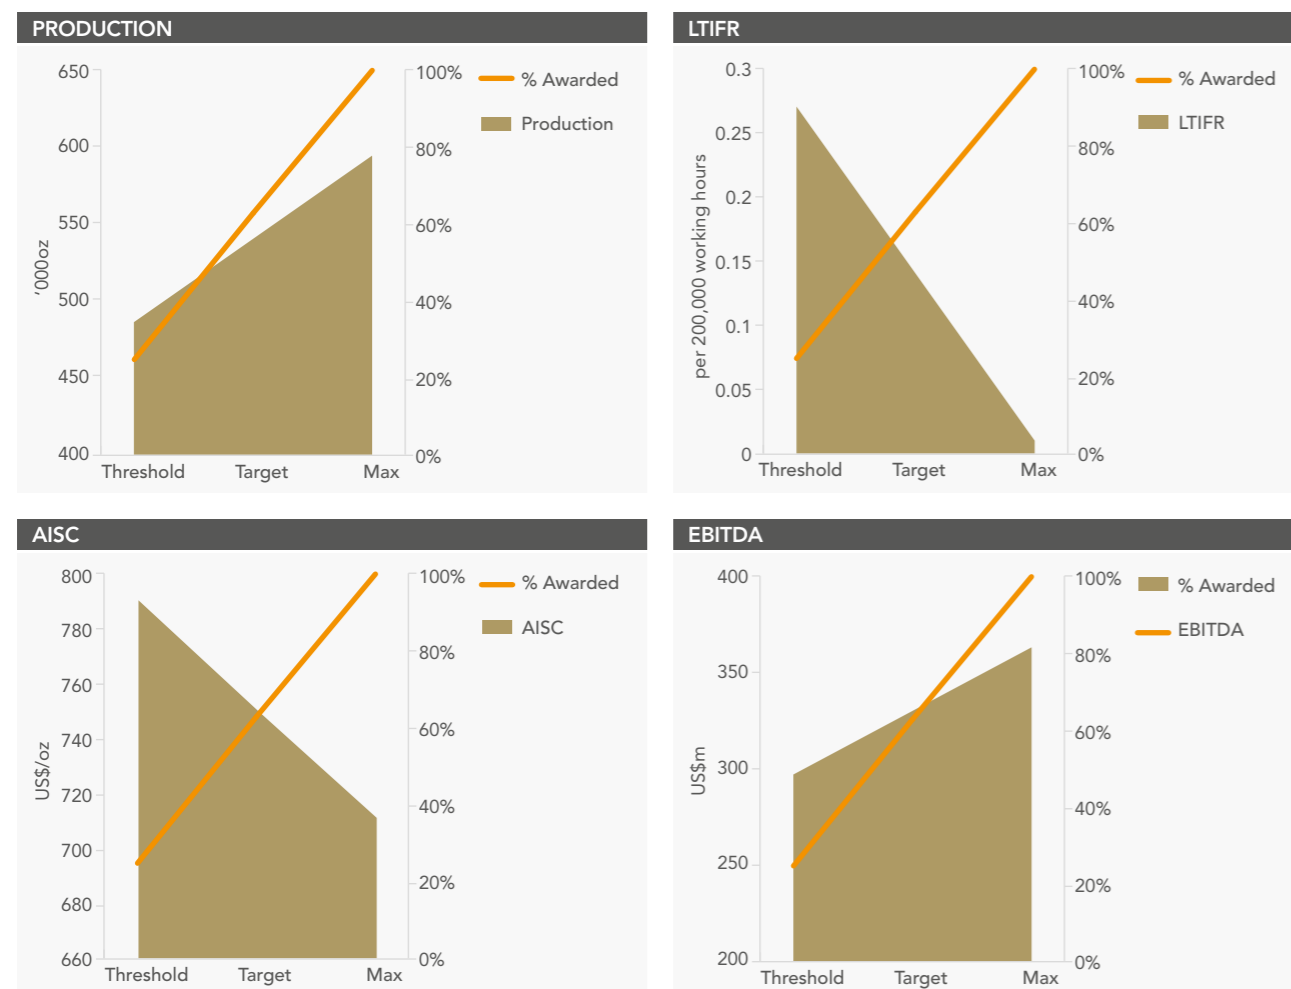 PRODUCTION
650
600
550
500
450
400
‘000oz
100%
80%
60%
40%
20%
0%
Threshold Target Max
% Awarded
Production
LTIFR
0.3
0.25
0.2
0.15
0.1
0.05
0
per 200,000 working hours
100%
80%
60%
40%
20%
0%
Threshold Target Max
% Awarded
LTIFR
AISC
800
780
760
740
720
700
680
660
US$/oz
100%
80%
60%
40%
20%
0%
Threshold Target Max
% Awarded
AISC
EBITDA
400
350
300
250
200
US$m
100%
80%
60%
40%
20%
0%
Threshold Target Max
% Awarded
EBITDA